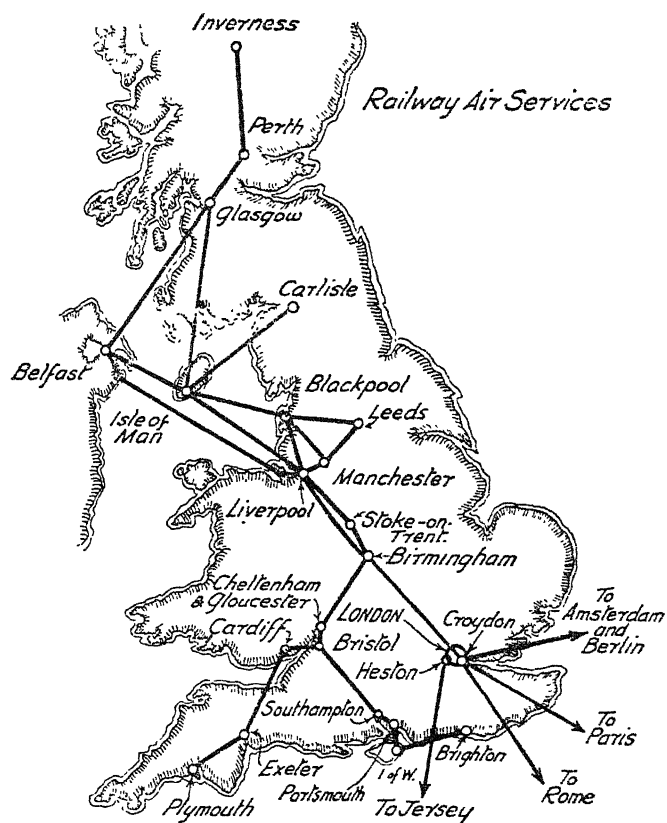 Inverness
Railway Air Services
Perth
Glasgow
Carlisle
Belfast
Isle of
Man
Blackpool
Leeds
Manchester
Liverpool
Stoke-on-
Trent.
Birmingham
Cheltenham
& Gloucester
Cardiff
Bristol
LONDON
Croydon
Heston
To
Amsterdam
and
Berlin
Southampton
Exeter
Plymouth
Portsmouth
I of W.
Brighton
To Jersey
To
Paris
To
Rome